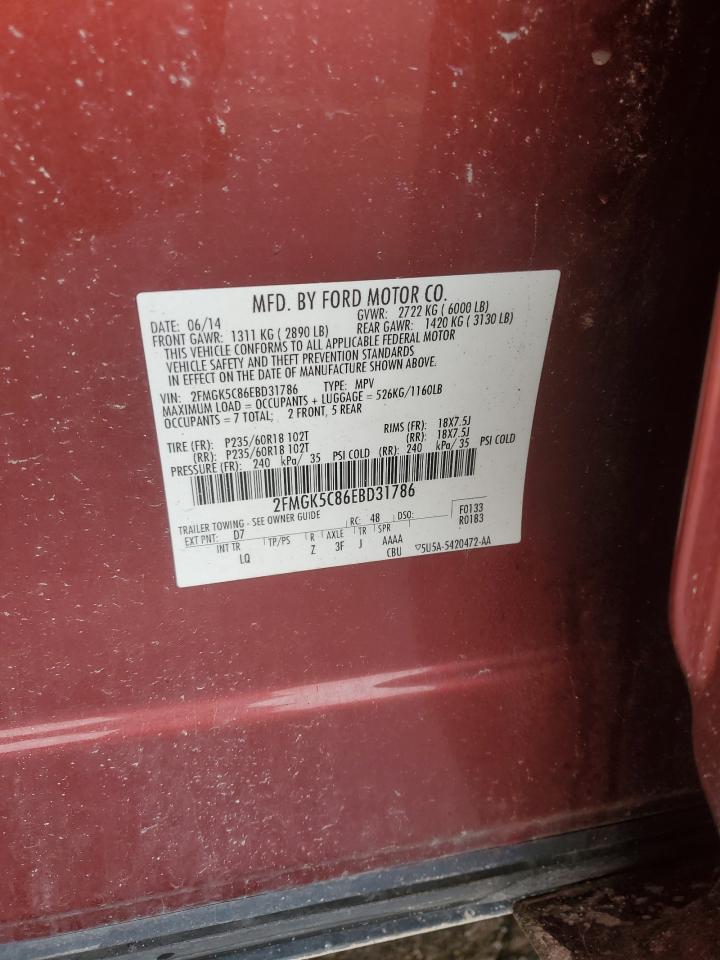 MFD. BY FORD MOTOR CO.
DATE: 06/14 GVWR: 2722 KG ( 6000 LB)
FRONT GAWR: 1311 KG ( 2890 LB) REAR GAWR: 1420 KG ( 3130 LB)
THIS VEHICLE CONFORMS TO ALL APPLICABLE FEDERAL MOTOR
VEHICLE SAFETY AND THEFT PREVENTION STANDARDS
IN EFFECT ON THE DATE OF MANUFACTURE SHOWN ABOVE.
VIN: 2FMGK5C86EBD31786 TYPE: MPV
MAXIMUM LOAD = OCCUPANTS + LUGGAGE = 526KG/1160LB
OCCUPANTS = 7 TOTAL; 2 FRONT, 5 REAR
TIRE (FR): P235/60R18 102T RIMS (FR): 18X7.5J
(RR): P235/60R18 102T (RR): 18X7.5J
PRESSURE (FR): 240 kPa/ 35 PSI COLD (RR): 240 kPa/ 35 PSI COLD
2FMGK5C86EBD31786
TRAILER TOWING - SEE OWNER GUIDE F0133
EXT PNT: D7 RC: 48 DSO: R01B3
INT TR TP/PS R AXLE TR SPR
LQ Z 3F J AAAA
CBU ▽5U5A-5420472-AA